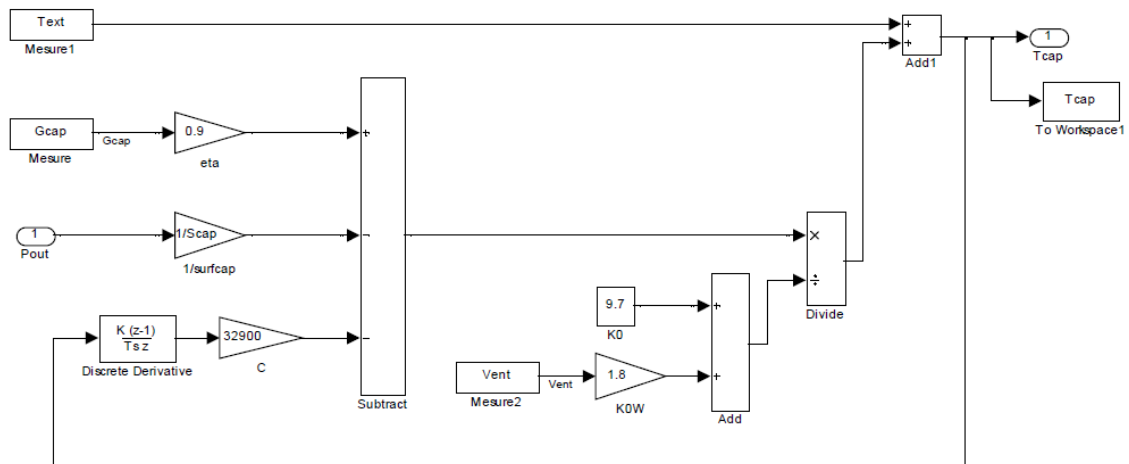 Text
Mesure1
+
+
Add1
1
Tcap
Tcap
To Workspace1
Gcap
Mesure
Gcap
0.9
eta
+
1
Pout
1/Scap
1/surfcap
−
K (z-1)
Ts z
Discrete Derivative
32900
C
−
Subtract
×
÷
Divide
9.7
K0
Vent
Mesure2
Vent
1.8
K0W
+
+
Add